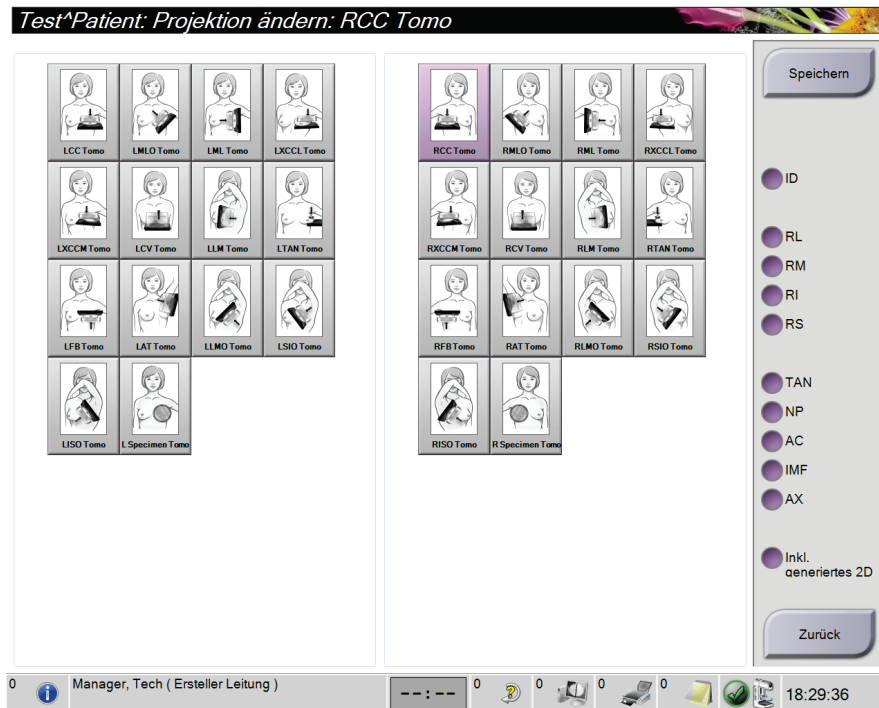 Test^Patient: Projektion ändern: RCC Tomo
LCC Tomo LMLO Tomo LML Tomo LXCCL Tomo
LXCCM Tomo LCV Tomo LLM Tomo LTAN Tomo
LFB Tomo LAT Tomo LLMO Tomo LSIO Tomo
LISO Tomo L Specimen Tomo
RCC Tomo RMLO Tomo RML Tomo RXCCL Tomo
RXCCM Tomo RCV Tomo RLM Tomo RTAN Tomo
RFB Tomo RAT Tomo RLMO Tomo RSIO Tomo
RISO Tomo R Specimen Tomo
Speichern
ID
RL
RM
RI
RS
TAN
NP
AC
IMF
AX
Inkl.
generiertes 2D
Zurück
0 Manager, Tech ( Ersteller Leitung ) --:-- 0 0 0 0 18:29:36